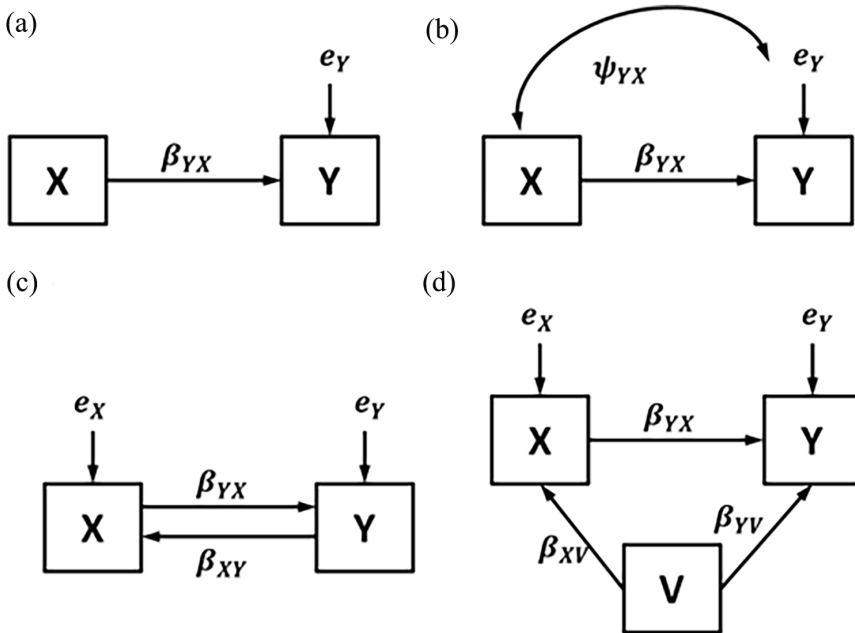 (a)
e_Y
X
β_YX
Y
(b)
ψ_YX
e_Y
X
β_YX
Y
(c)
e_X
e_Y
X
β_YX
β_XY
Y
(d)
e_X
e_Y
X
β_YX
Y
β_XV
β_YV
V